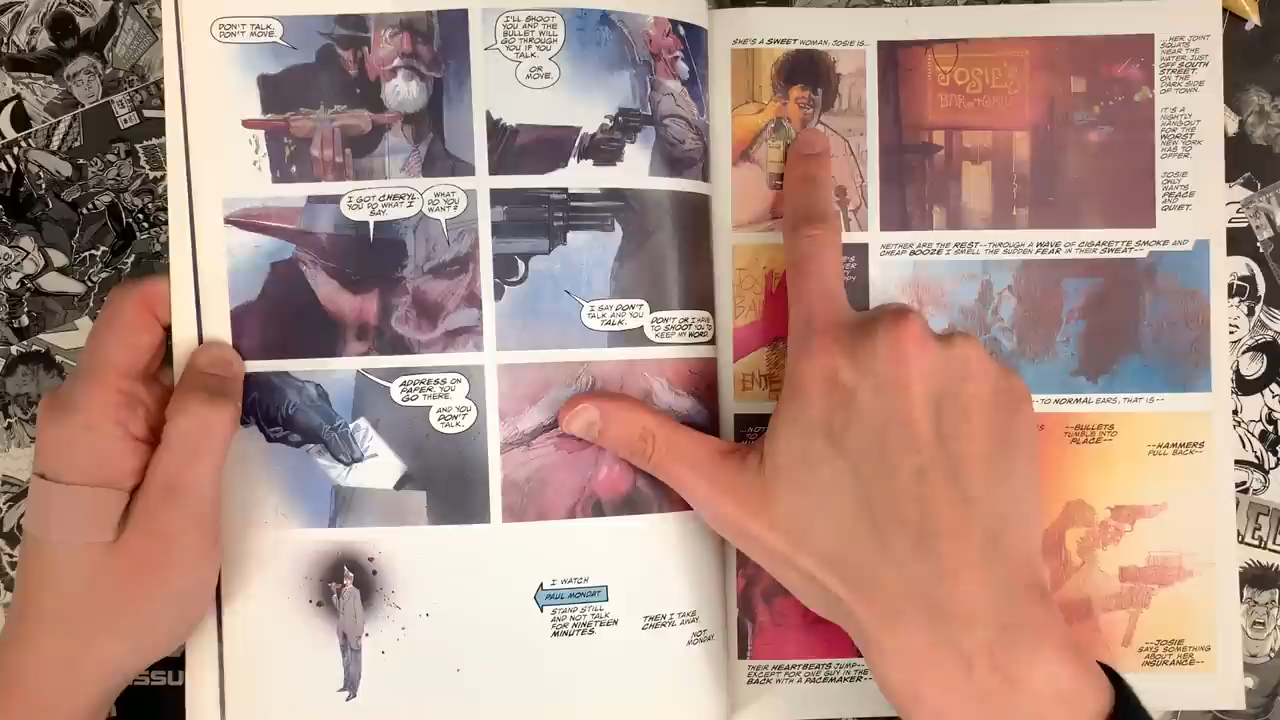 DON'T TALK.
DON'T MOVE.
I'LL SHOOT
YOU AND THE
BULLET WILL
GO THROUGH
YOU IF YOU
TALK.
OR
MOVE.
I GOT CHERYL.
YOU DO WHAT I
SAY.
WHAT
DO YOU
WANT?
I SAY DON'T
TALK AND YOU
TALK.
DON'T OR I HAVE
TO SHOOT YOU TO
KEEP MY WORD.
ADDRESS ON
PAPER. YOU
GO THERE.
AND YOU
DON'T
TALK.
I WATCH
PAUL MONDAT
STAND STILL
AND NOT TALK
FOR NINETEEN
MINUTES.
THEN I TAKE
CHERYL AWAY.
NOT
MONDAY.
SHE'S A SWEET WOMAN, JOSIE IS...
JOSIE'S
BAR
...HER JOINT
SQUATS
NEAR THE
WATER, JUST
OFF SOUTH
STREET,
ON THE
DARK SIDE
OF TOWN.
IT'S A
NIGHTLY
HANGOUT
FOR THE
WORST
NEW YORK
HAS TO
OFFER.
JOSIE
ONLY
WANTS
PEACE
AND
QUIET.
NEITHER ARE THE REST--THROUGH A WAVE OF CIGARETTE SMOKE AND
CHEAP BOOZE I SMELL THE SUDDEN FEAR IN THEIR SWEAT--
--TO NORMAL EARS, THAT IS--
...NOT
TO
--BULLETS
TUMBLE INTO
PLACE--
--HAMMERS
PULL BACK--
--JOSIE
SAYS SOMETHING
ABOUT HER
INSURANCE--
THEIR HEARTBEATS JUMP--
EXCEPT FOR ONE GUY IN THE
BACK WITH A PACEMAKER--